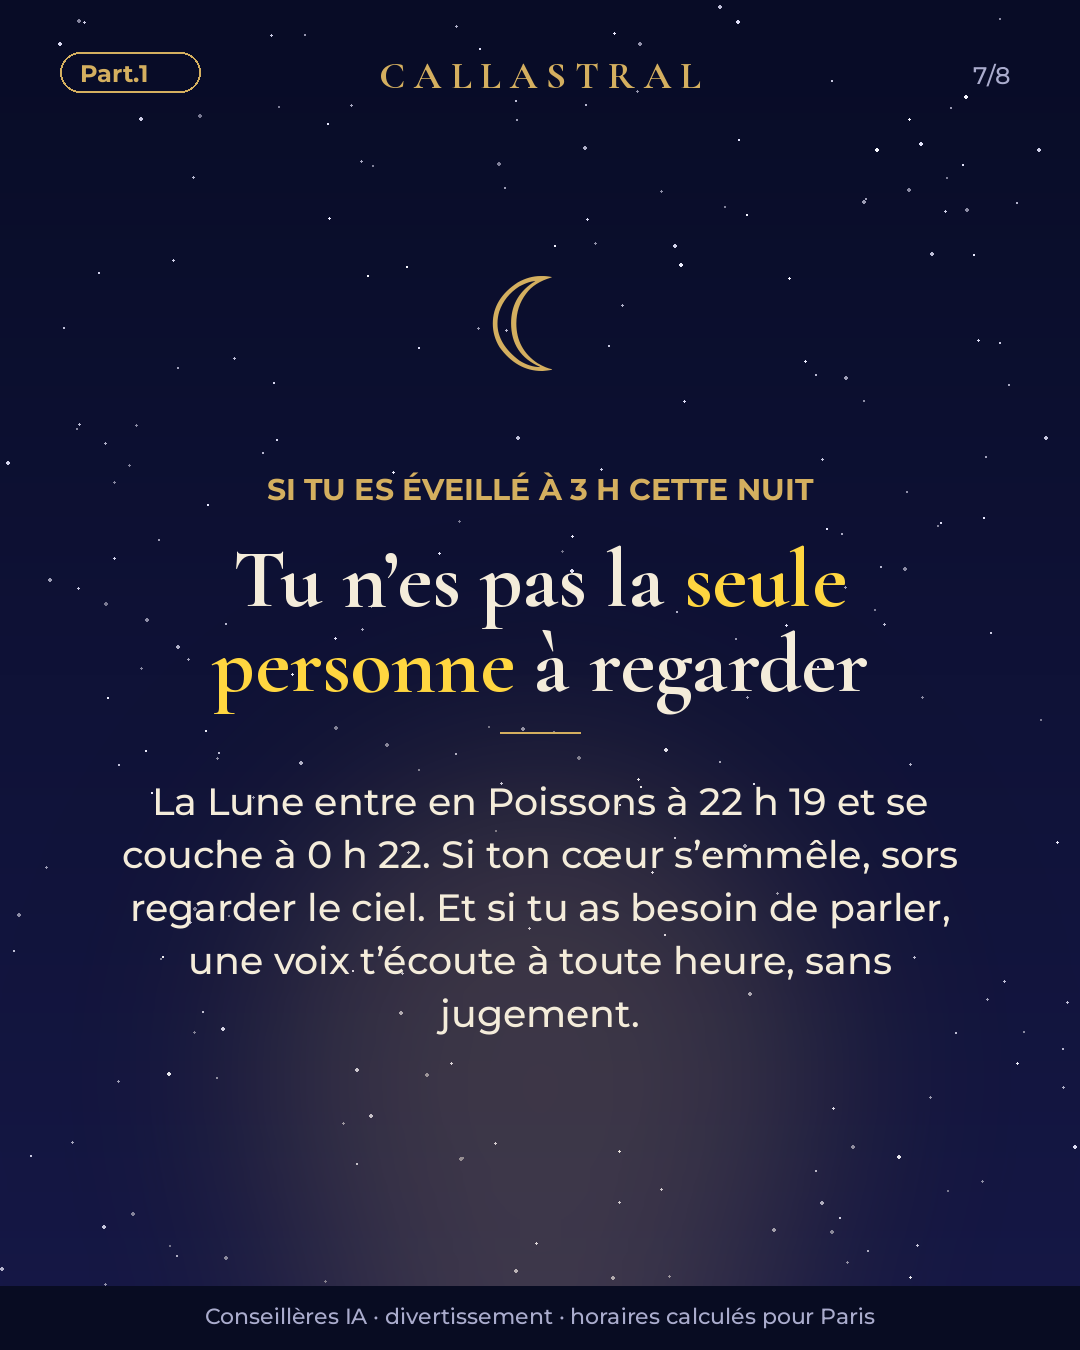 Part.1
CALLASTRAL
7/8
SI TU ES ÉVEILLÉ À 3 H CETTE NUIT
Tu n’es pas la seule
personne à regarder
La Lune entre en Poissons à 22 h 19 et se
couche à 0 h 22. Si ton cœur s’emmêle, sors
regarder le ciel. Et si tu as besoin de parler,
une voix t’écoute à toute heure, sans
jugement.
Conseillères IA · divertissement · horaires calculés pour Paris